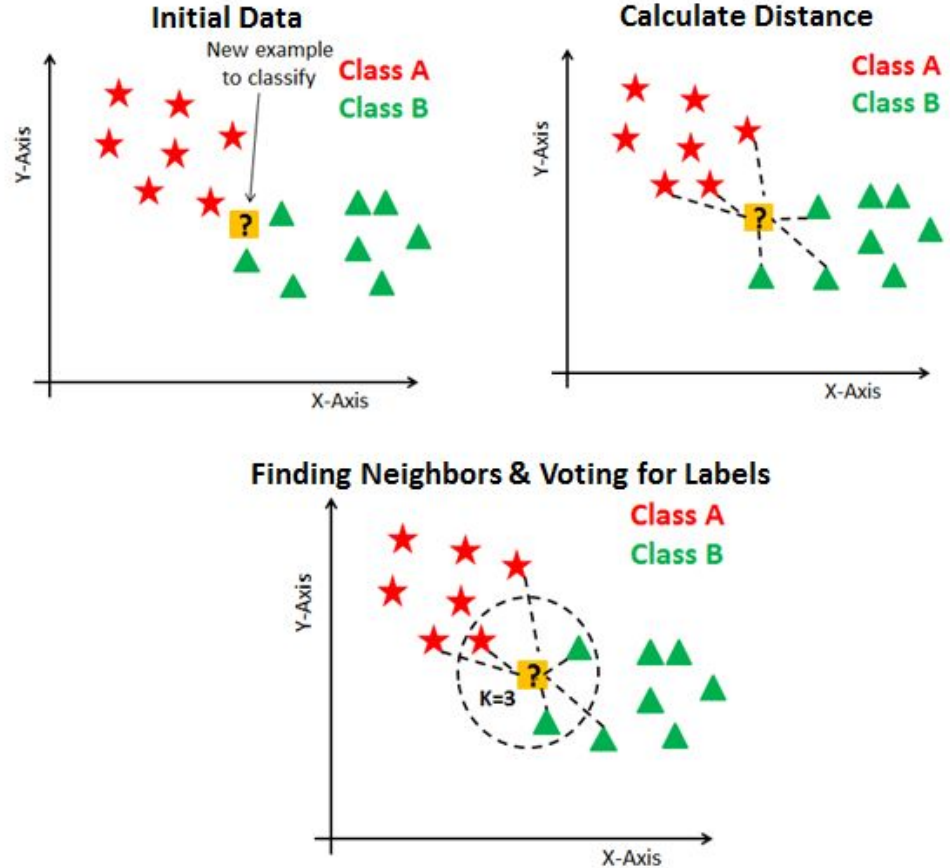 Initial Data
New example
to classify
Class A
Class B
Y-Axis
?
X-Axis
Calculate Distance
Class A
Class B
Y-Axis
?
X-Axis
Finding Neighbors & Voting for Labels
Class A
Class B
Y-Axis
?
K=3
X-Axis